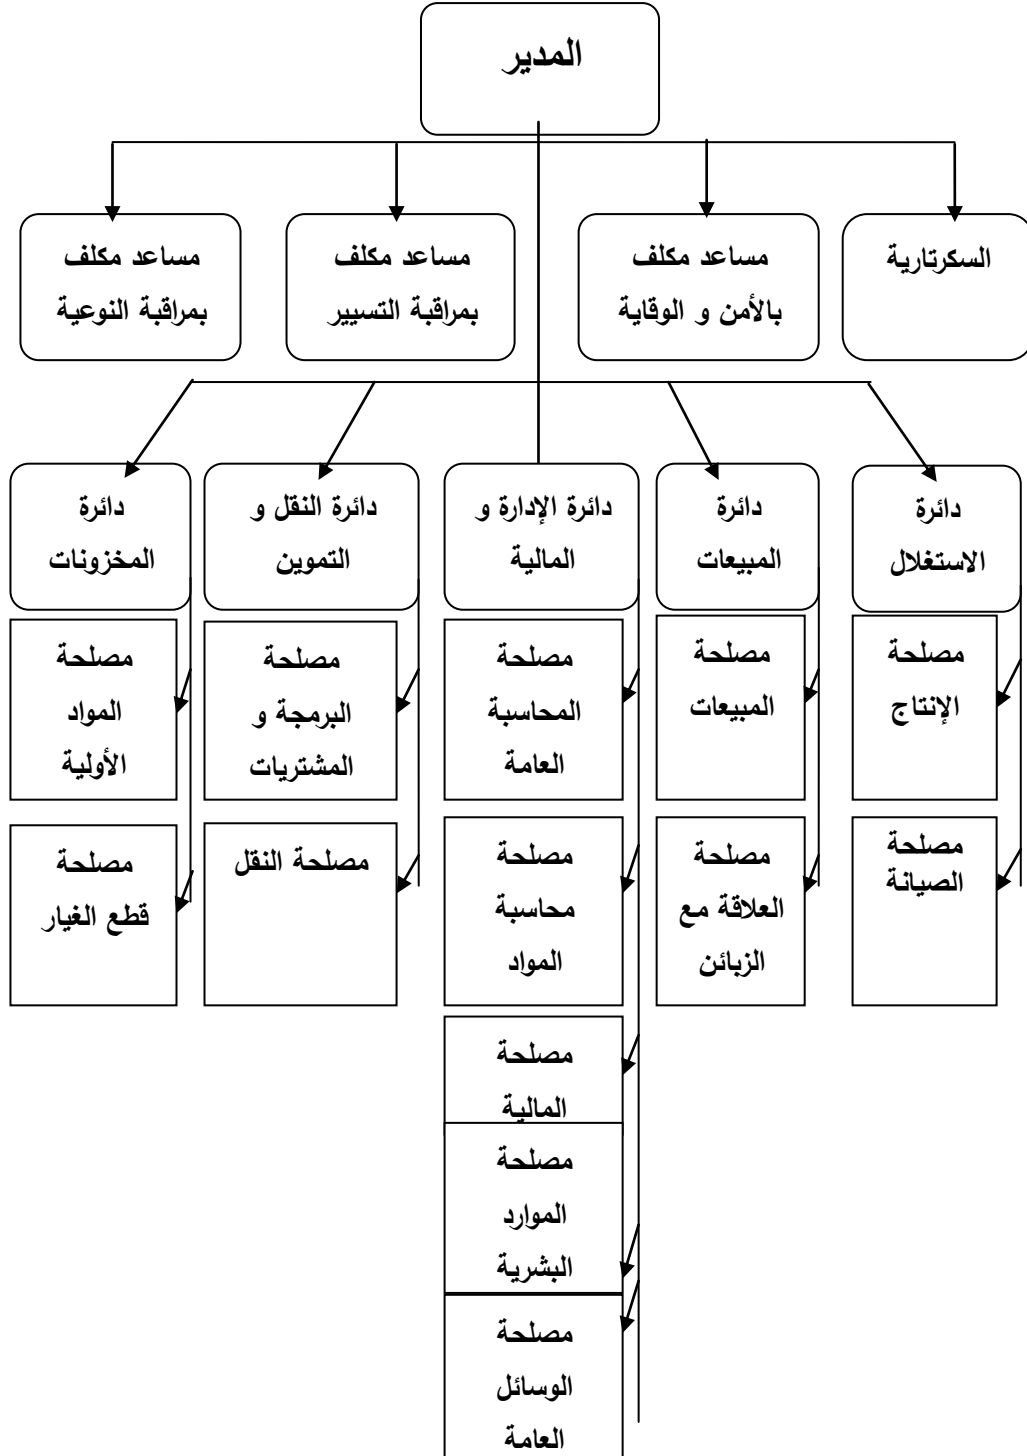 المدير
السكرتارية
مساعد مكلف
بالأمن و الوقاية
مساعد مكلف
بمراقبة التسيير
مساعد مكلف
بمراقبة النوعية
دائرة
الاستغلال
دائرة
المبيعات
دائرة الإدارة و
المالية
دائرة النقل و
التموين
دائرة
المخزونات
مصلحة
الإنتاج
مصلحة
المبيعات
مصلحة
المحاسبة
العامة
مصلحة
البرمجة و
المشتريات
مصلحة
المواد
الأولية
مصلحة
الصيانة
مصلحة
العلاقة مع
الزبائن
مصلحة
محاسبة
المواد
مصلحة النقل
مصلحة
قطع الغيار
مصلحة
المالية
مصلحة
الموارد
البشرية
مصلحة
الوسائل
العامة